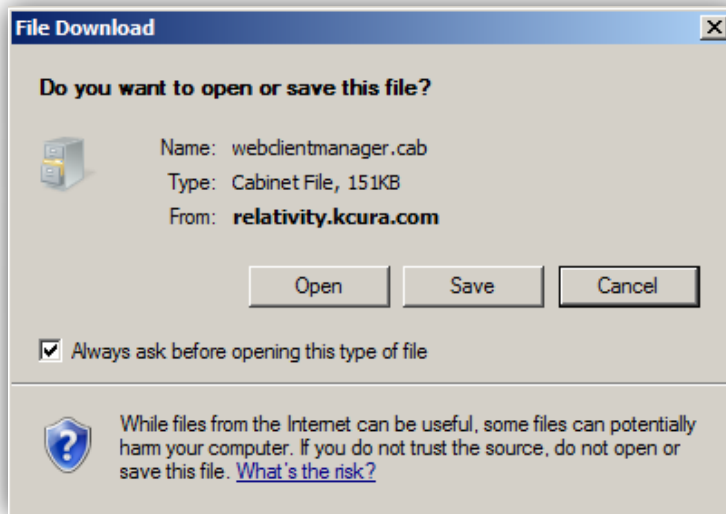 File Download
Do you want to open or save this file?
Name: webclientmanager.cab
Type: Cabinet File, 151KB
From: relativity.kcura.com
Open Save Cancel
Always ask before opening this type of file
While files from the Internet can be useful, some files can potentially
harm your computer. If you do not trust the source, do not open or
save this file. What's the risk?